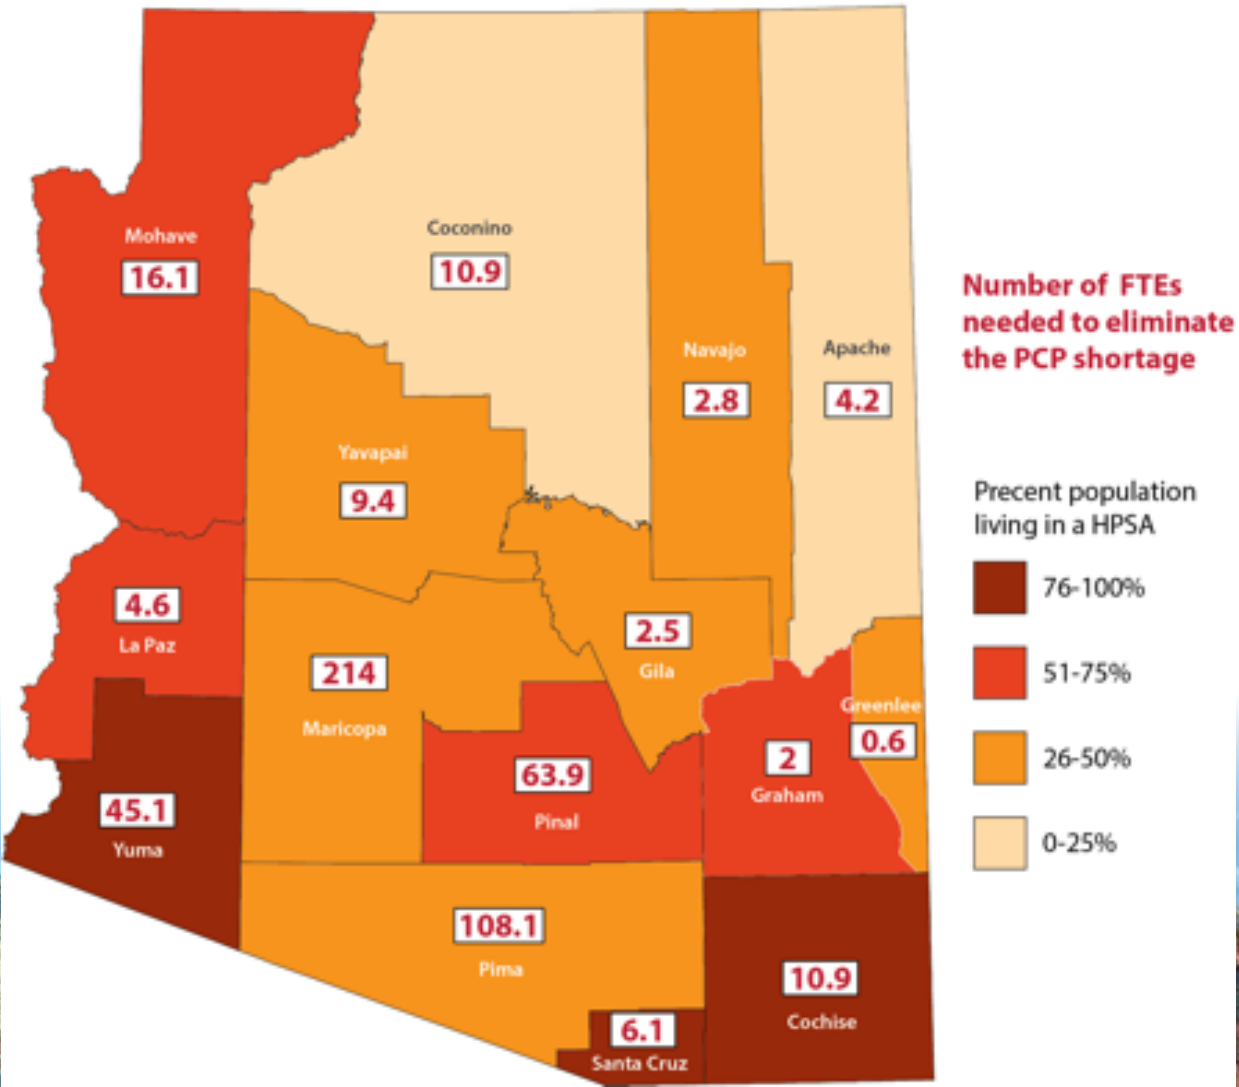 Mohave
16.1
Coconino
10.9
Navajo
2.8
Apache
4.2
Number of FTEs
needed to eliminate
the PCP shortage
Yavapai
9.4
Precent population
living in a HPSA
76-100%
51-75%
26-50%
0-25%
4.6
La Paz
214
Maricopa
2.5
Gila
Greenlee
0.6
45.1
Yuma
63.9
Pinal
2
Graham
108.1
Pima
10.9
Cochise
6.1
Santa Cruz